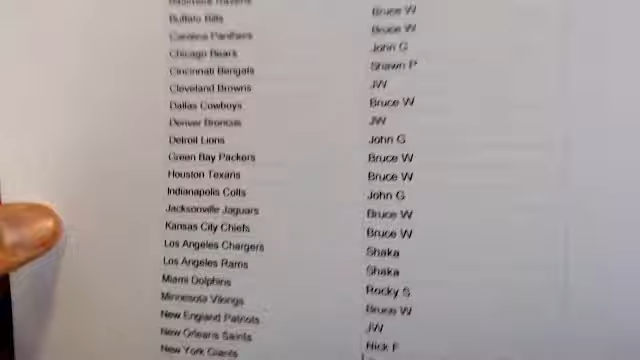 Baltimore Ravens
Buffalo Bills Bruce W
Carolina Panthers Bruce W
Chicago Bears John G
Cincinnati Bengals Shawn P
Cleveland Browns JW
Dallas Cowboys Bruce W
Denver Broncos JW
Detroit Lions John G
Green Bay Packers Bruce W
Houston Texans Bruce W
Indianapolis Colts John G
Jacksonville Jaguars Bruce W
Kansas City Chiefs Bruce W
Los Angeles Chargers Shaka
Los Angeles Rams Shaka
Miami Dolphins Rocky S
Minnesota Vikings Bruce W
New England Patriots JW
New Orleans Saints Nick F
New York Giants